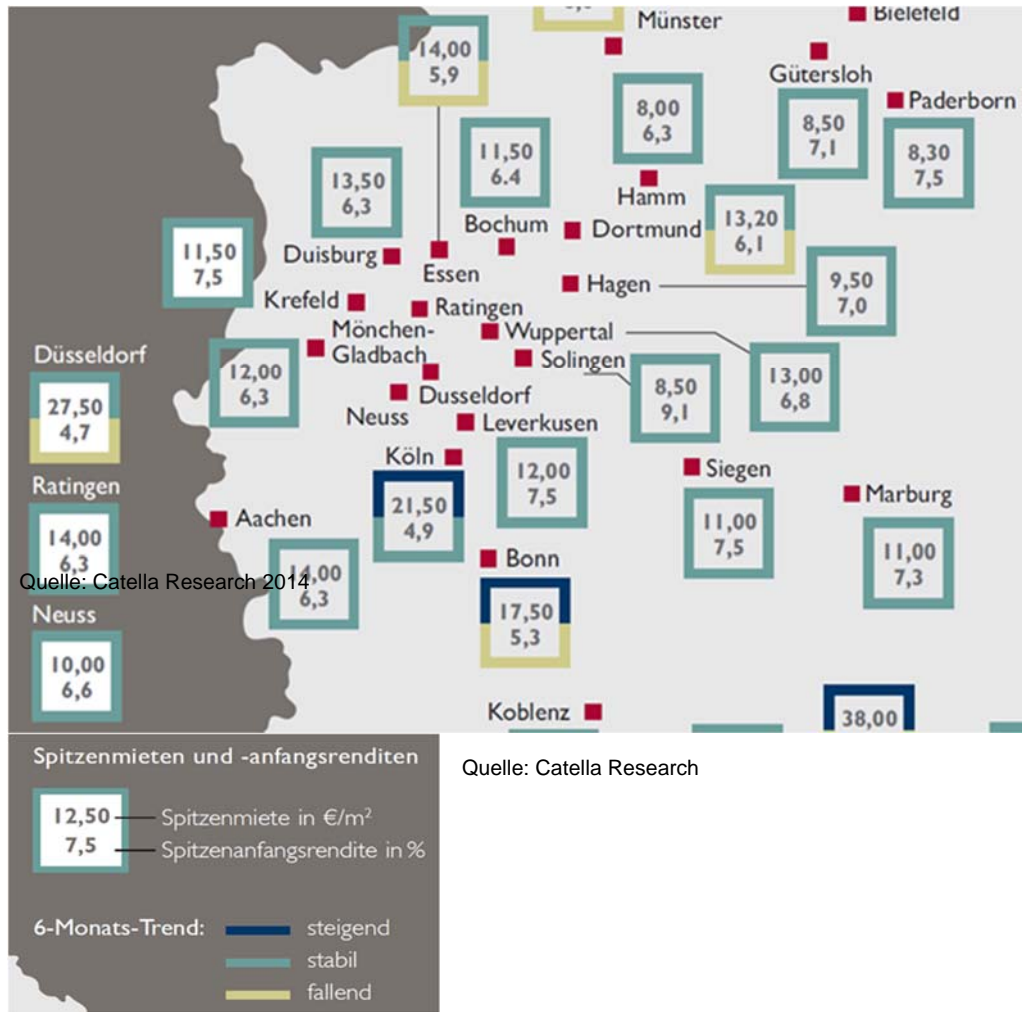 Münster
Bielefeld
14,00
5,9
Gütersloh
8,00
6,3
Hamm
8,50
7,1
Paderborn
8,30
7,5
11,50
6.4
Bochum
13,50
6,3
Duisburg
Essen
Dortmund
13,20
6,1
11,50
7,5
Krefeld
Ratingen
Hagen
9,50
7,0
Mönchen-
Gladbach
12,00
6,3
Wuppertal
13,00
6,8
Solingen
8,50
9,1
Dusseldorf
Neuss
Leverkusen
12,00
7,5
Köln
21,50
4,9
Siegen
11,00
7,5
Marburg
11,00
7,3
Aachen
14,00
6,3
Bonn
17,50
5,3
Koblenz
38,00
Düsseldorf
27,50
4,7
Ratingen
14,00
6,3
Quelle: Catella Research 2014
Neuss
10,00
6,6
Spitzenmieten und -anfangsrenditen
12,50
Spitzenmiete in €/m²
7,5
Spitzenanfangsrendite in %
6-Monats-Trend:
steigend
stabil
fallend
Quelle: Catella Research